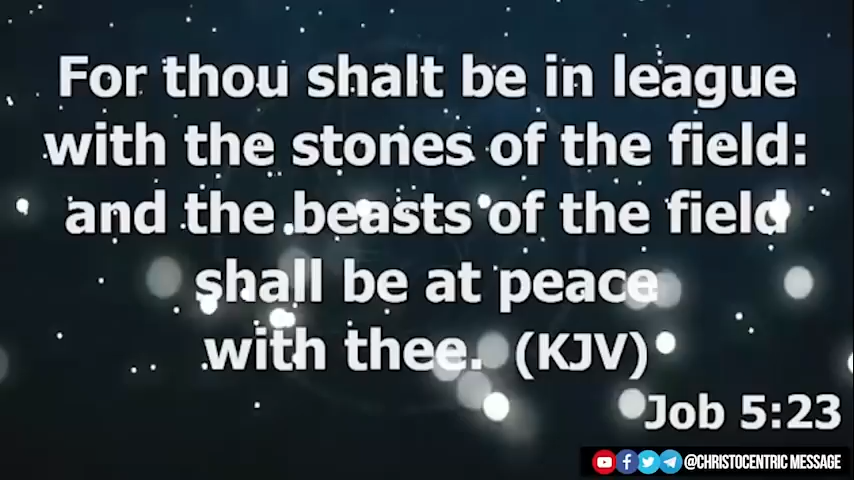 For thou shalt be in league
with the stones of the field:
and the beasts of the field
shall be at peace
with thee. (KJV)
Job 5:23
@CHRISTOCENTRIC MESSAGE